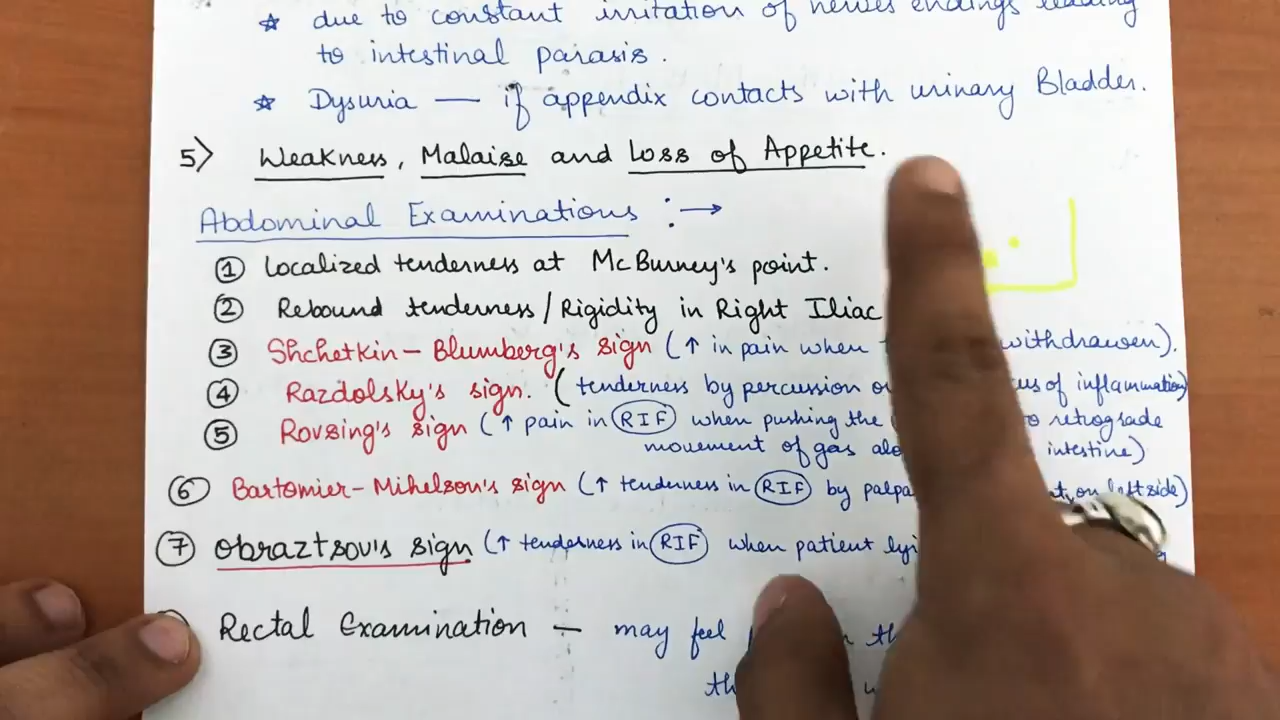 ☆ due to constant irritation of nerves endings leading
to intestinal parasis.
☆ Dysuria — if appendix contacts with urinary Bladder.
5) Weakness, Malaise and Loss of Appetite.
Abdominal Examinations :→
① Localized tenderness at McBurney's point.
② Rebound tenderness/Rigidity in Right Iliac
③ Shchetkin-Blumberg's sign (↑ in pain when withdrawen).
④ Razdolsky's sign. (tenderness by percussion of inflammation)
⑤ Rovsing's sign (↑ pain in RIF when pushing the retrograde
movement of gas intestine)
⑥ Bartomier-Mihelson's sign (↑ tenderness in RIF by on left side)
⑦ Obraztsov's sign (↑ tenderness in RIF when patient
Rectal Examination — may feel